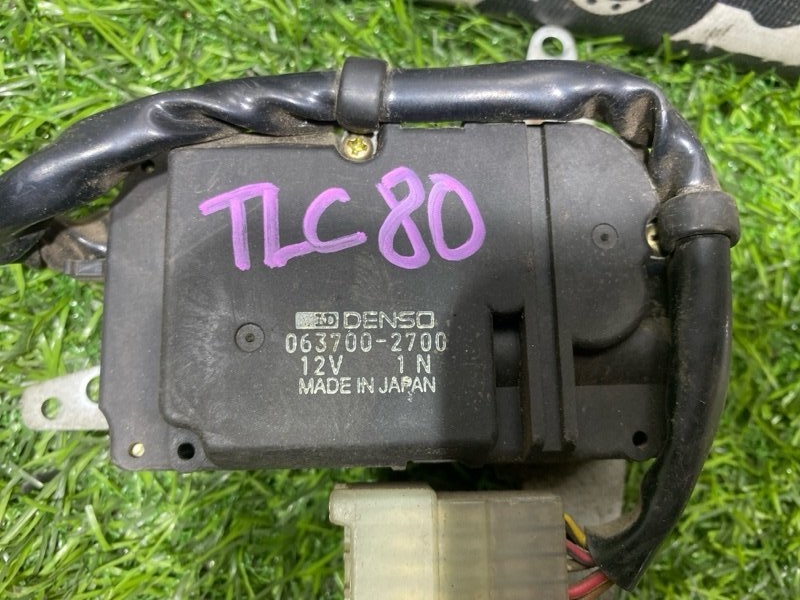 TLC 80
DENSO
063700-2700
12V 1N
MADE IN JAPAN